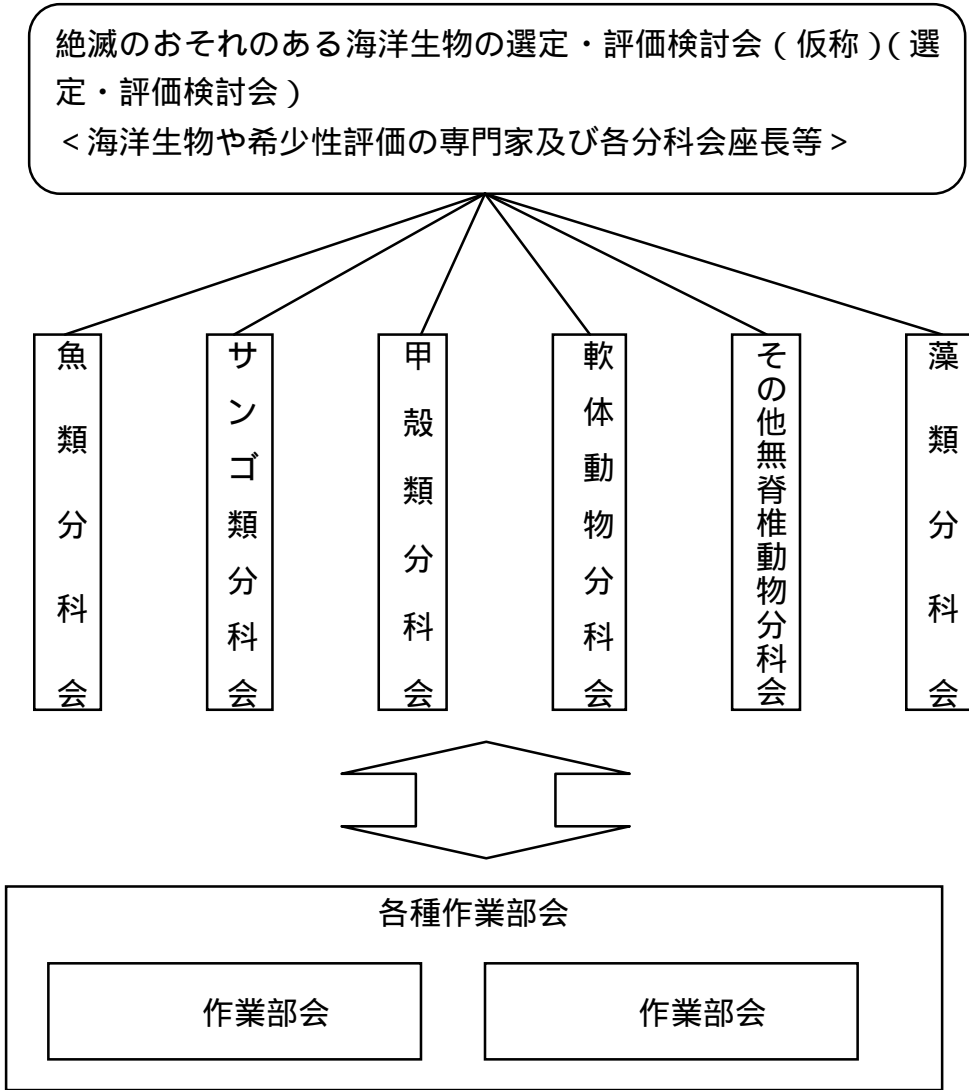 絶滅のおそれのある海洋生物の選定・評価検討会(仮称)(選
定・評価検討会)
<海洋生物や希少性評価の専門家及び各分科会座長等>
魚類分科会
サンゴ類分科会
甲殻類分科会
軟体動物分科会
その他無脊椎動物分科会
藻類分科会
各種作業部会
作業部会
作業部会